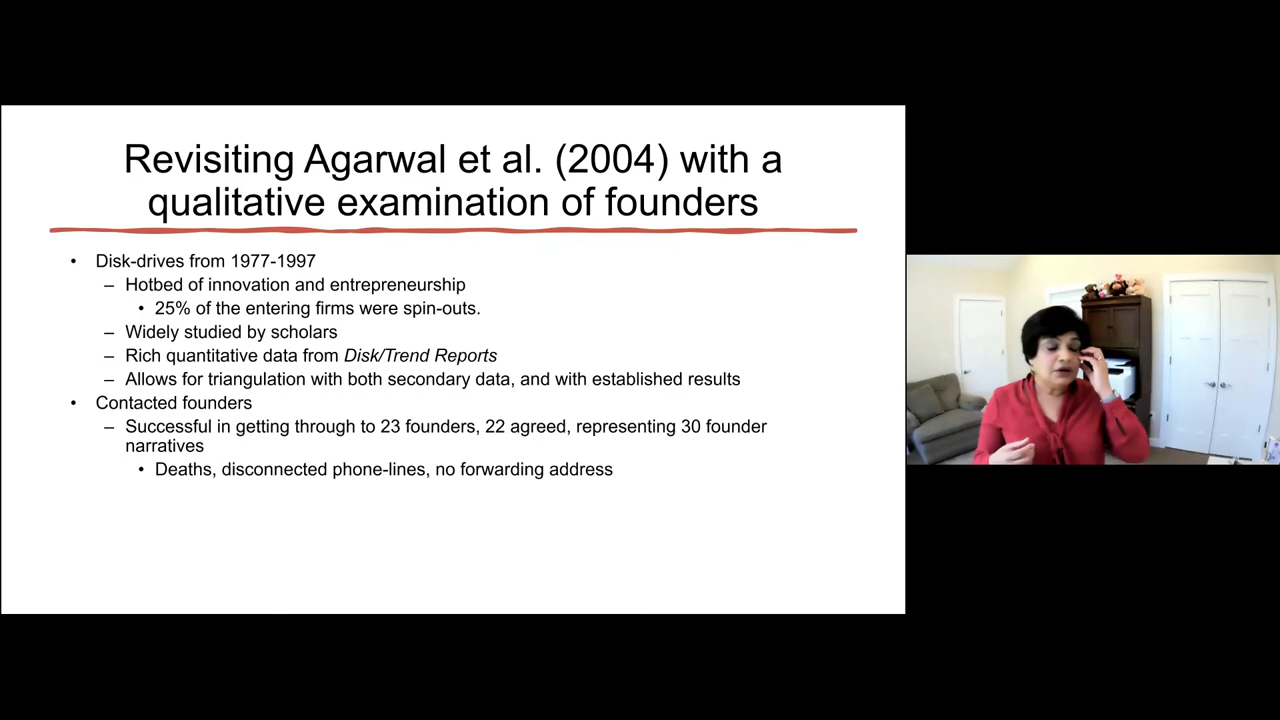 Revisiting Agarwal et al. (2004) with a
qualitative examination of founders
• Disk-drives from 1977-1997
– Hotbed of innovation and entrepreneurship
• 25% of the entering firms were spin-outs.
– Widely studied by scholars
– Rich quantitative data from Disk/Trend Reports
– Allows for triangulation with both secondary data, and with established results
• Contacted founders
– Successful in getting through to 23 founders, 22 agreed, representing 30 founder
narratives
• Deaths, disconnected phone-lines, no forwarding address